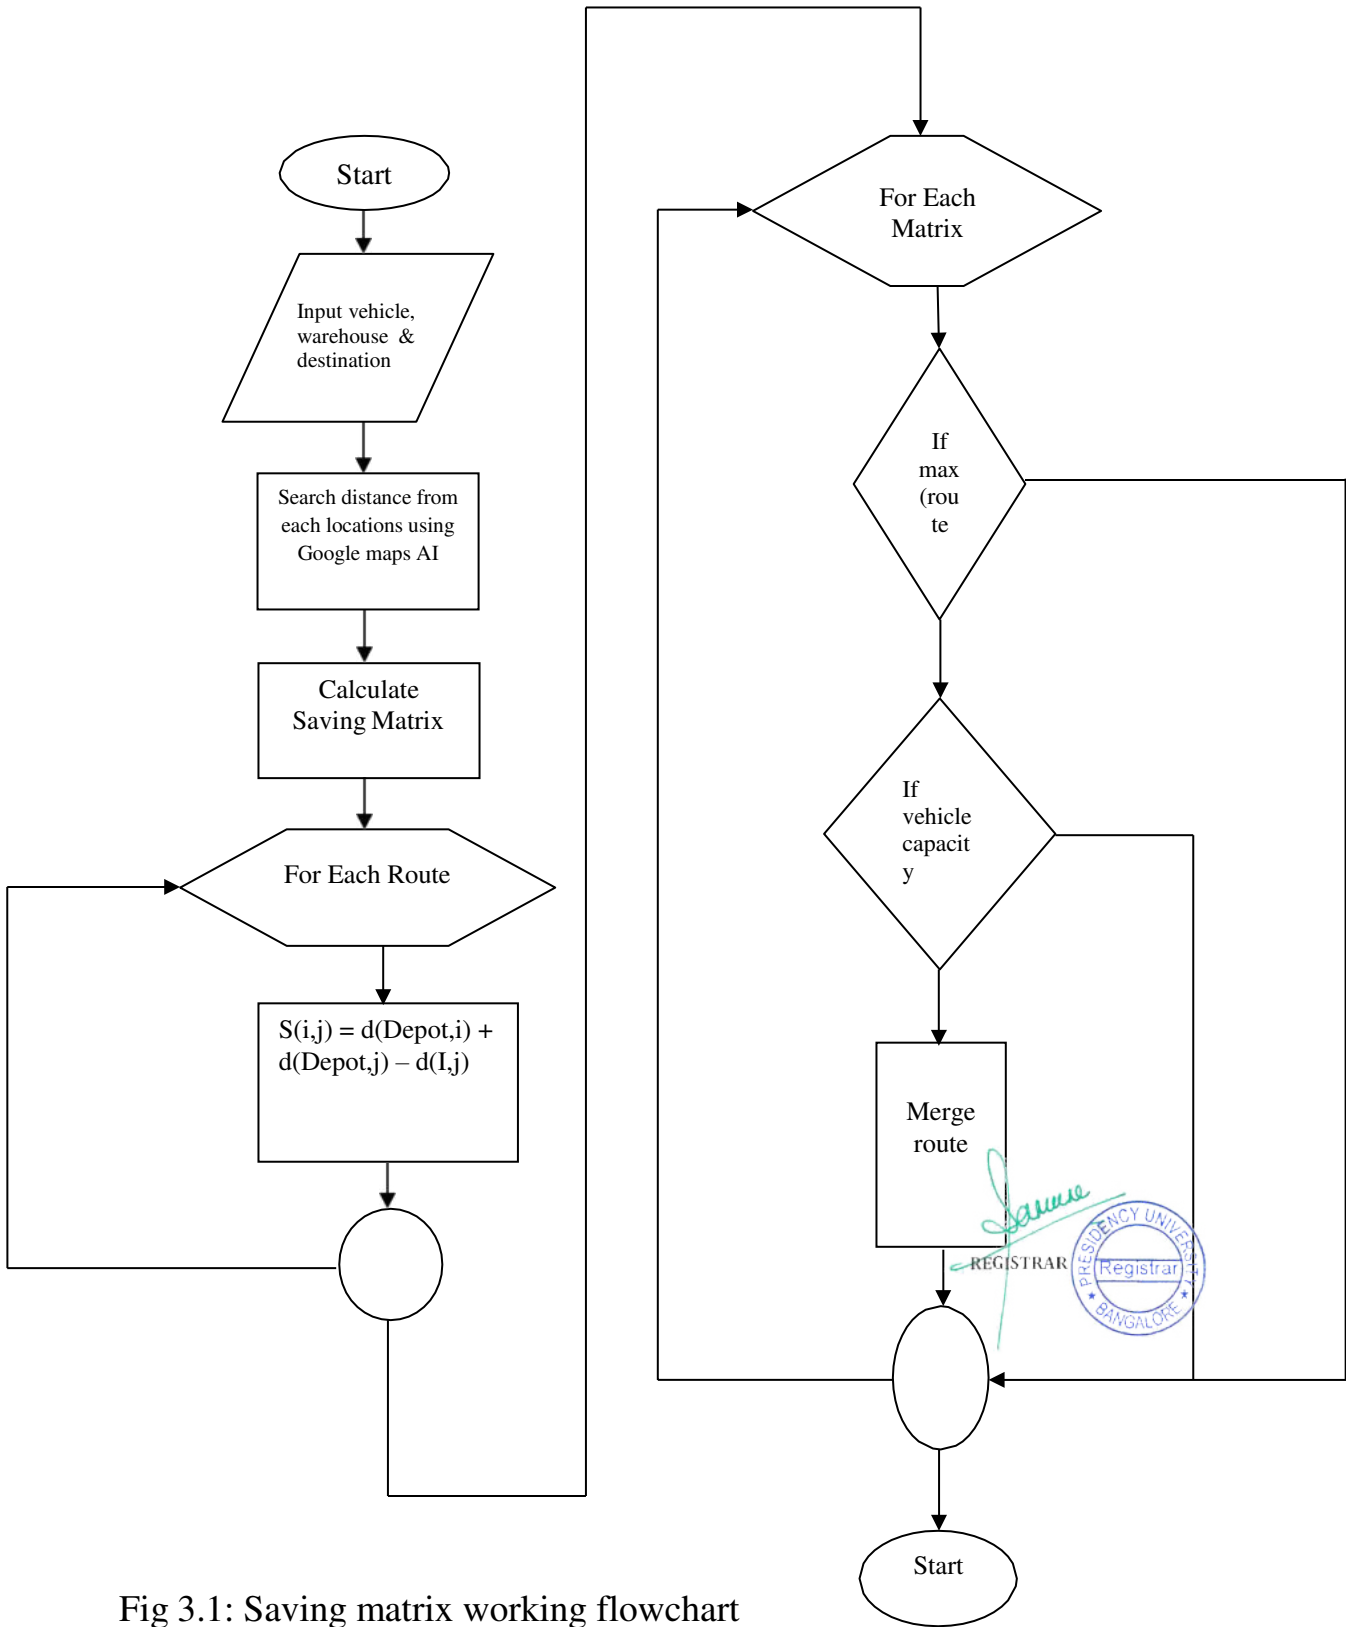 Start
Input vehicle,
warehouse &
destination
Search distance from
each locations using
Google maps AI
Calculate
Saving Matrix
For Each Route
S(i,j) = d(Depot,i) +
d(Depot,j) – d(I,j)
For Each
Matrix
If
max
(rou
te
If
vehicle
capacit
y
Merge
route
REGISTRAR
PRESIDENCY UNIVERSITY
Registrar
BANGALORE
Start
Fig 3.1: Saving matrix working flowchart